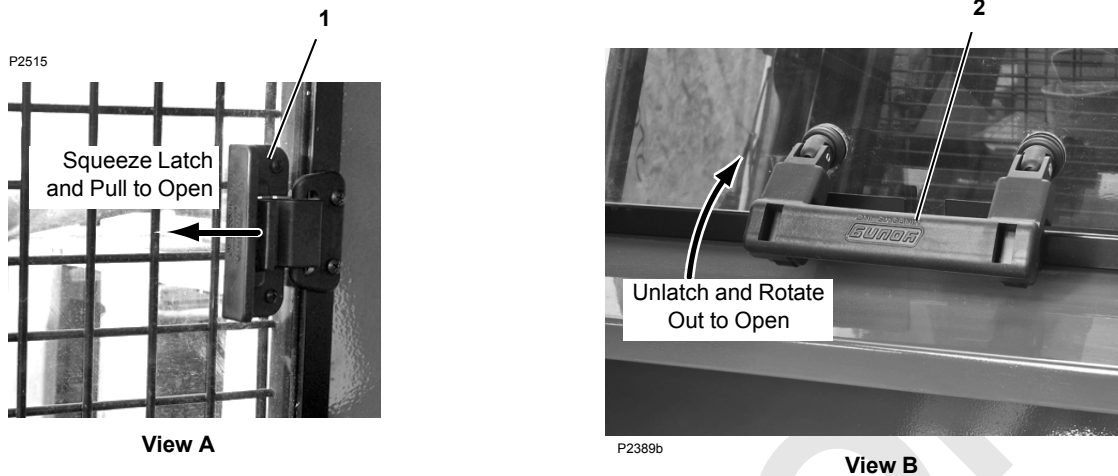 1
P2515
Squeeze Latch
and Pull to Open
View A
2
Unlatch and Rotate
Out to Open
P2389b
View B